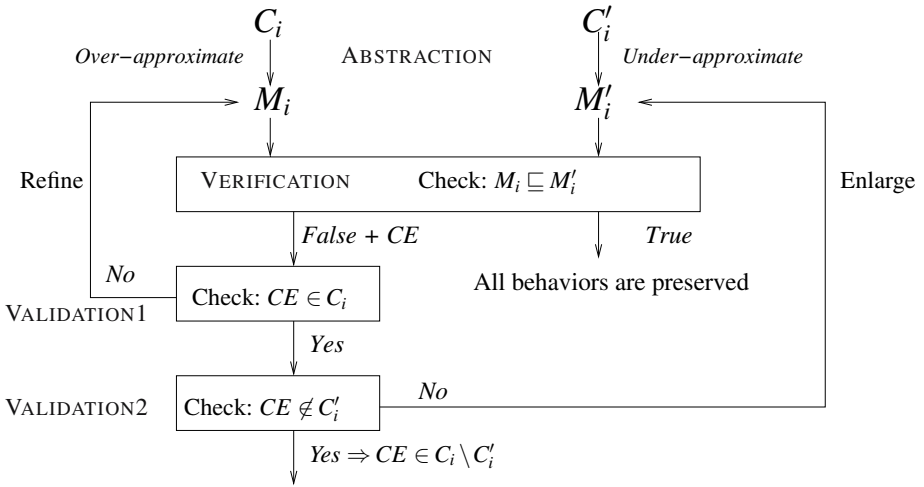 C_i C'_i
Over−approximate ABSTRACTION Under−approximate
M_i M'_i
Refine VERIFICATION Check: M_i ⊑ M'_i Enlarge
False + CE True
No
Check: CE ∈ C_i All behaviors are preserved
VALIDATION1
Yes
No
VALIDATION2 Check: CE ∉ C'_i
Yes ⇒ CE ∈ C_i \ C'_i